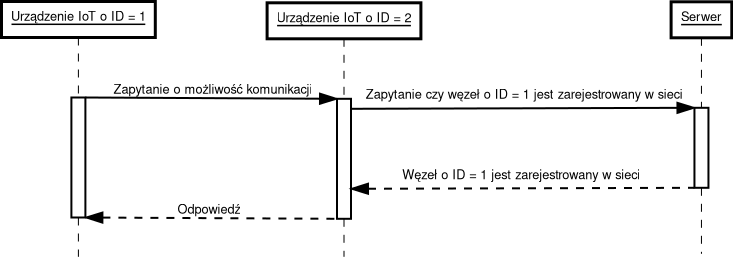 Urządzenie IoT o ID = 1
Urządzenie IoT o ID = 2
Serwer
Zapytanie o możliwość komunikacji
Zapytanie czy węzeł o ID = 1 jest zarejestrowany w sieci
Węzeł o ID = 1 jest zarejestrowany w sieci
Odpowiedź